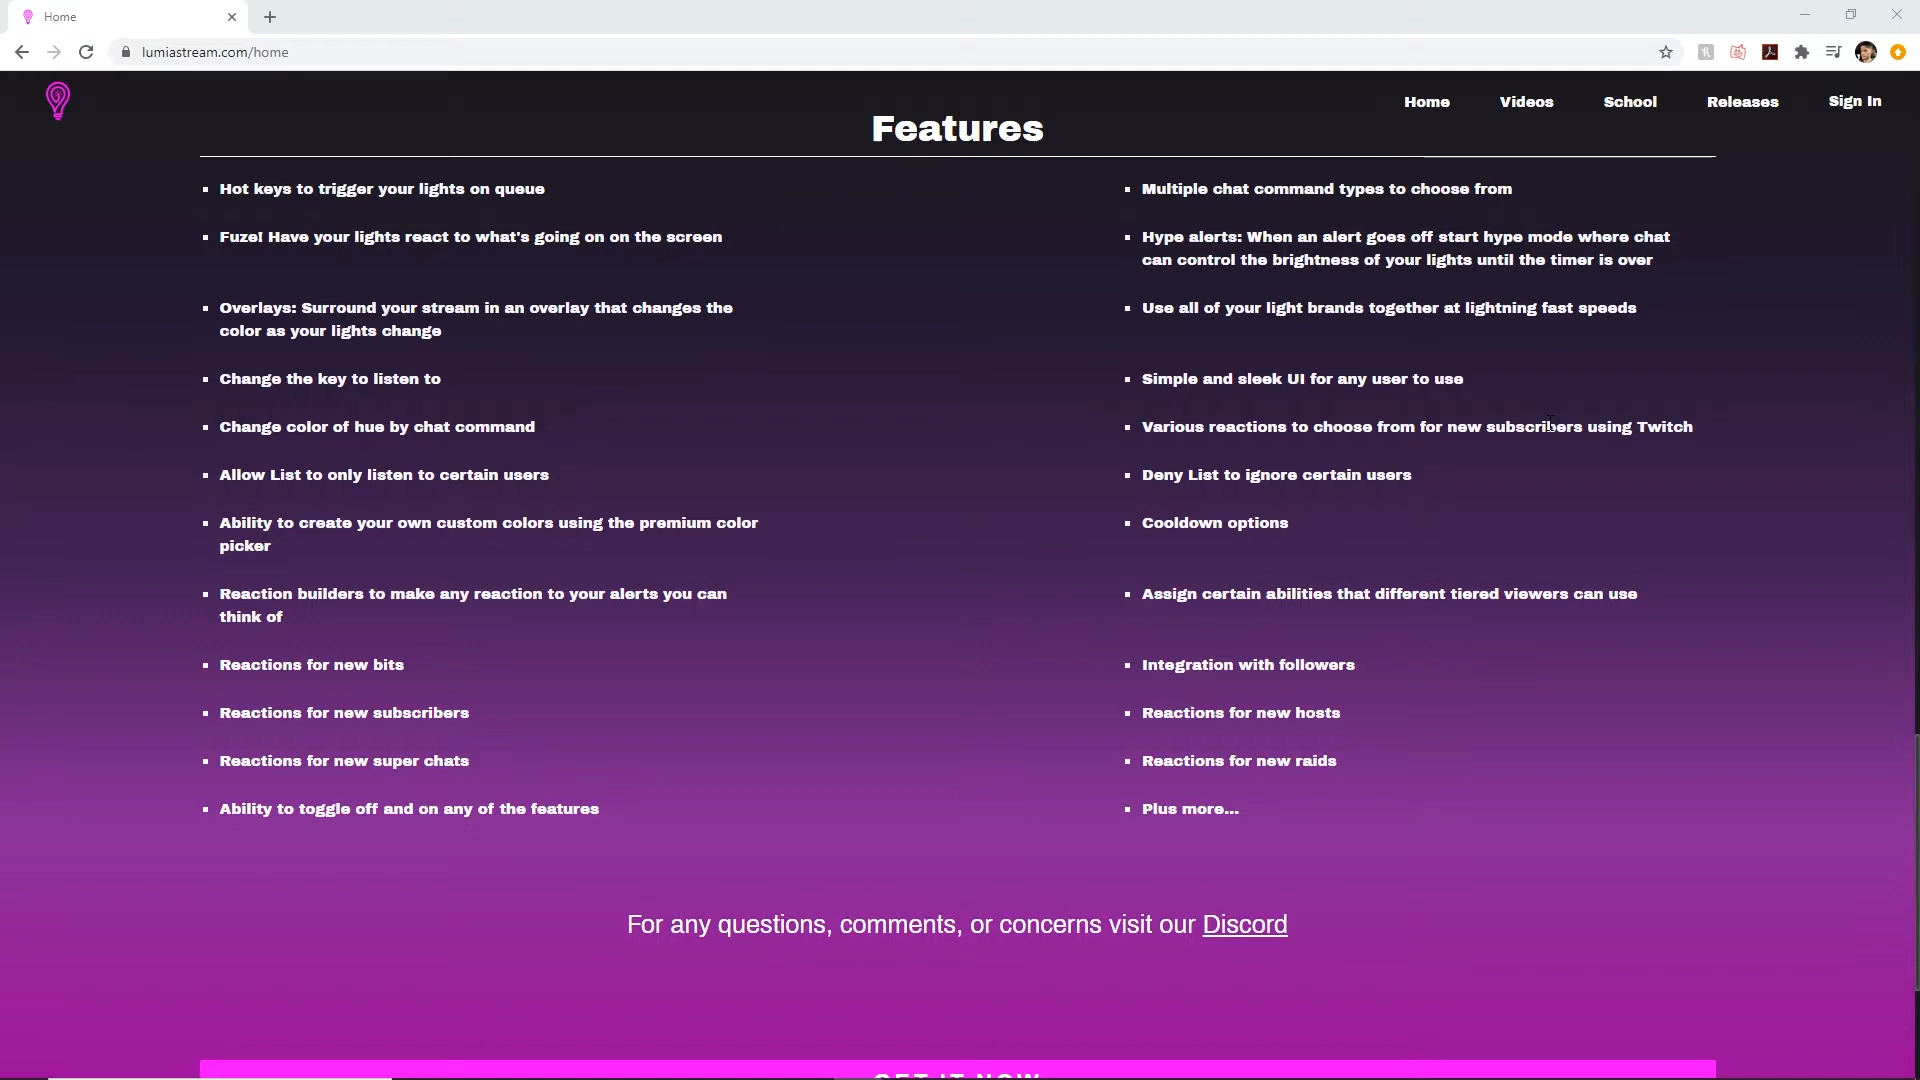 Home
lumiastream.com/home
Home
Videos
School
Releases
Sign In
Features
Hot keys to trigger your lights on queue
Multiple chat command types to choose from
Fuze! Have your lights react to what's going on on the screen
Hype alerts: When an alert goes off start hype mode where chat
can control the brightness of your lights until the timer is over
Overlays: Surround your stream in an overlay that changes the
color as your lights change
Use all of your light brands together at lightning fast speeds
Change the key to listen to
Simple and sleek UI for any user to use
Change color of hue by chat command
Various reactions to choose from for new subscribers using Twitch
Allow List to only listen to certain users
Deny List to ignore certain users
Ability to create your own custom colors using the premium color
picker
Cooldown options
Reaction builders to make any reaction to your alerts you can
think of
Assign certain abilities that different tiered viewers can use
Reactions for new bits
Integration with followers
Reactions for new subscribers
Reactions for new hosts
Reactions for new super chats
Reactions for new raids
Ability to toggle off and on any of the features
Plus more...
For any questions, comments, or concerns visit our Discord
GET IT NOW